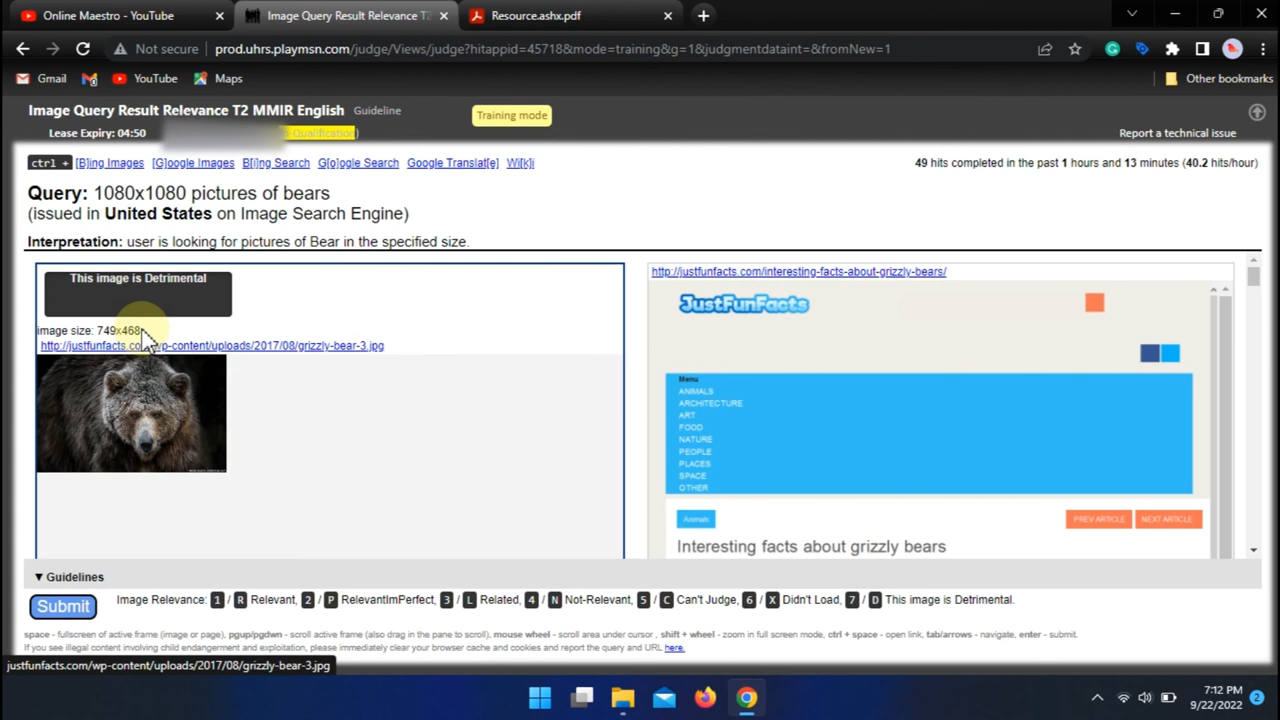 Online Maestro - YouTube
Image Query Result Relevance T2
Resource.ashx.pdf
Not secure
prod.uhrs.playmsn.com/judge/Views/judge?hitappid=45718&mode=training&g=1&judgmentdataint=&fromNew=1
Gmail
YouTube
Maps
Other bookmarks
Image Query Result Relevance T2 MMIR English
Guideline
Training mode
Lease Expiry: 04:50
Qualification)
Report a technical issue
ctrl + [B]ing Images [G]oogle Images B[i]ng Search G[o]ogle Search Google Translat[e] Wi[k]i
49 hits completed in the past 1 hours and 13 minutes (40.2 hits/hour)
Query: 1080x1080 pictures of bears
(issued in United States on Image Search Engine)
Interpretation: user is looking for pictures of Bear in the specified size.
This image is Detrimental
image size: 749x468
http://justfunfacts.co /wp-content/uploads/2017/08/grizzly-bear-3.jpg
http://justfunfacts.com/interesting-facts-about-grizzly-bears/
JustFunFacts
Menu
ANIMALS
ARCHITECTURE
ART
FOOD
NATURE
PEOPLE
PLACES
SPACE
OTHER
Animals
PREV ARTICLE
NEXT ARTICLE
Interesting facts about grizzly bears
▼ Guidelines
Submit
Image Relevance: 1 / R Relevant, 2 / P RelevantImPerfect, 3 / L Related, 4 / N Not-Relevant, 5 / C Can't Judge, 6 / X Didn't Load, 7 / D This image is Detrimental.
space - fullscreen of active frame (image or page), pgup/pgdwn - scroll active frame (also drag in the pane to scroll), mouse wheel - scroll area under cursor , shift + wheel - zoom in full screen mode, ctrl + space - open link, tab/arrows - navigate, enter - submit.
If you see illegal content involving child endangerment and exploitation, please immediately clear your browser cache and cookies and report the query and URL here.
justfunfacts.com/wp-content/uploads/2017/08/grizzly-bear-3.jpg
7:12 PM
9/22/2022
2